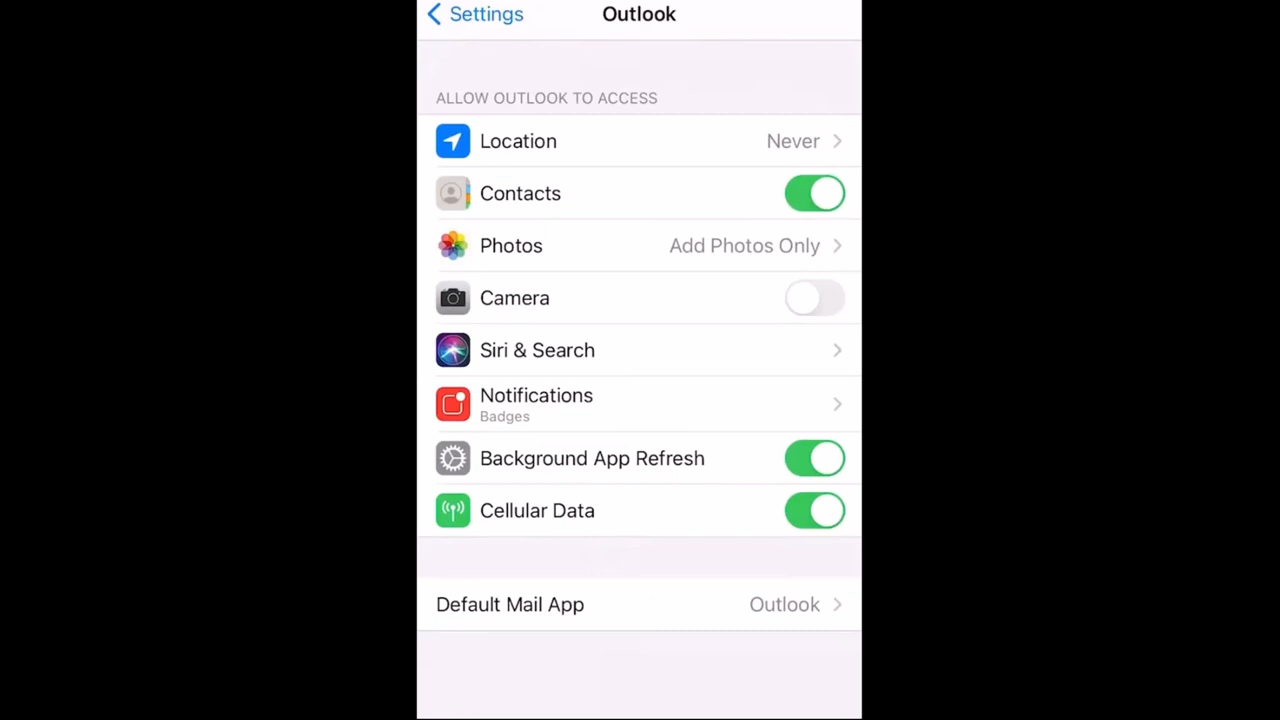 Settings
Outlook
ALLOW OUTLOOK TO ACCESS
Location Never
Contacts
Photos Add Photos Only
Camera
Siri & Search
Notifications
Badges
Background App Refresh
Cellular Data
Default Mail App Outlook